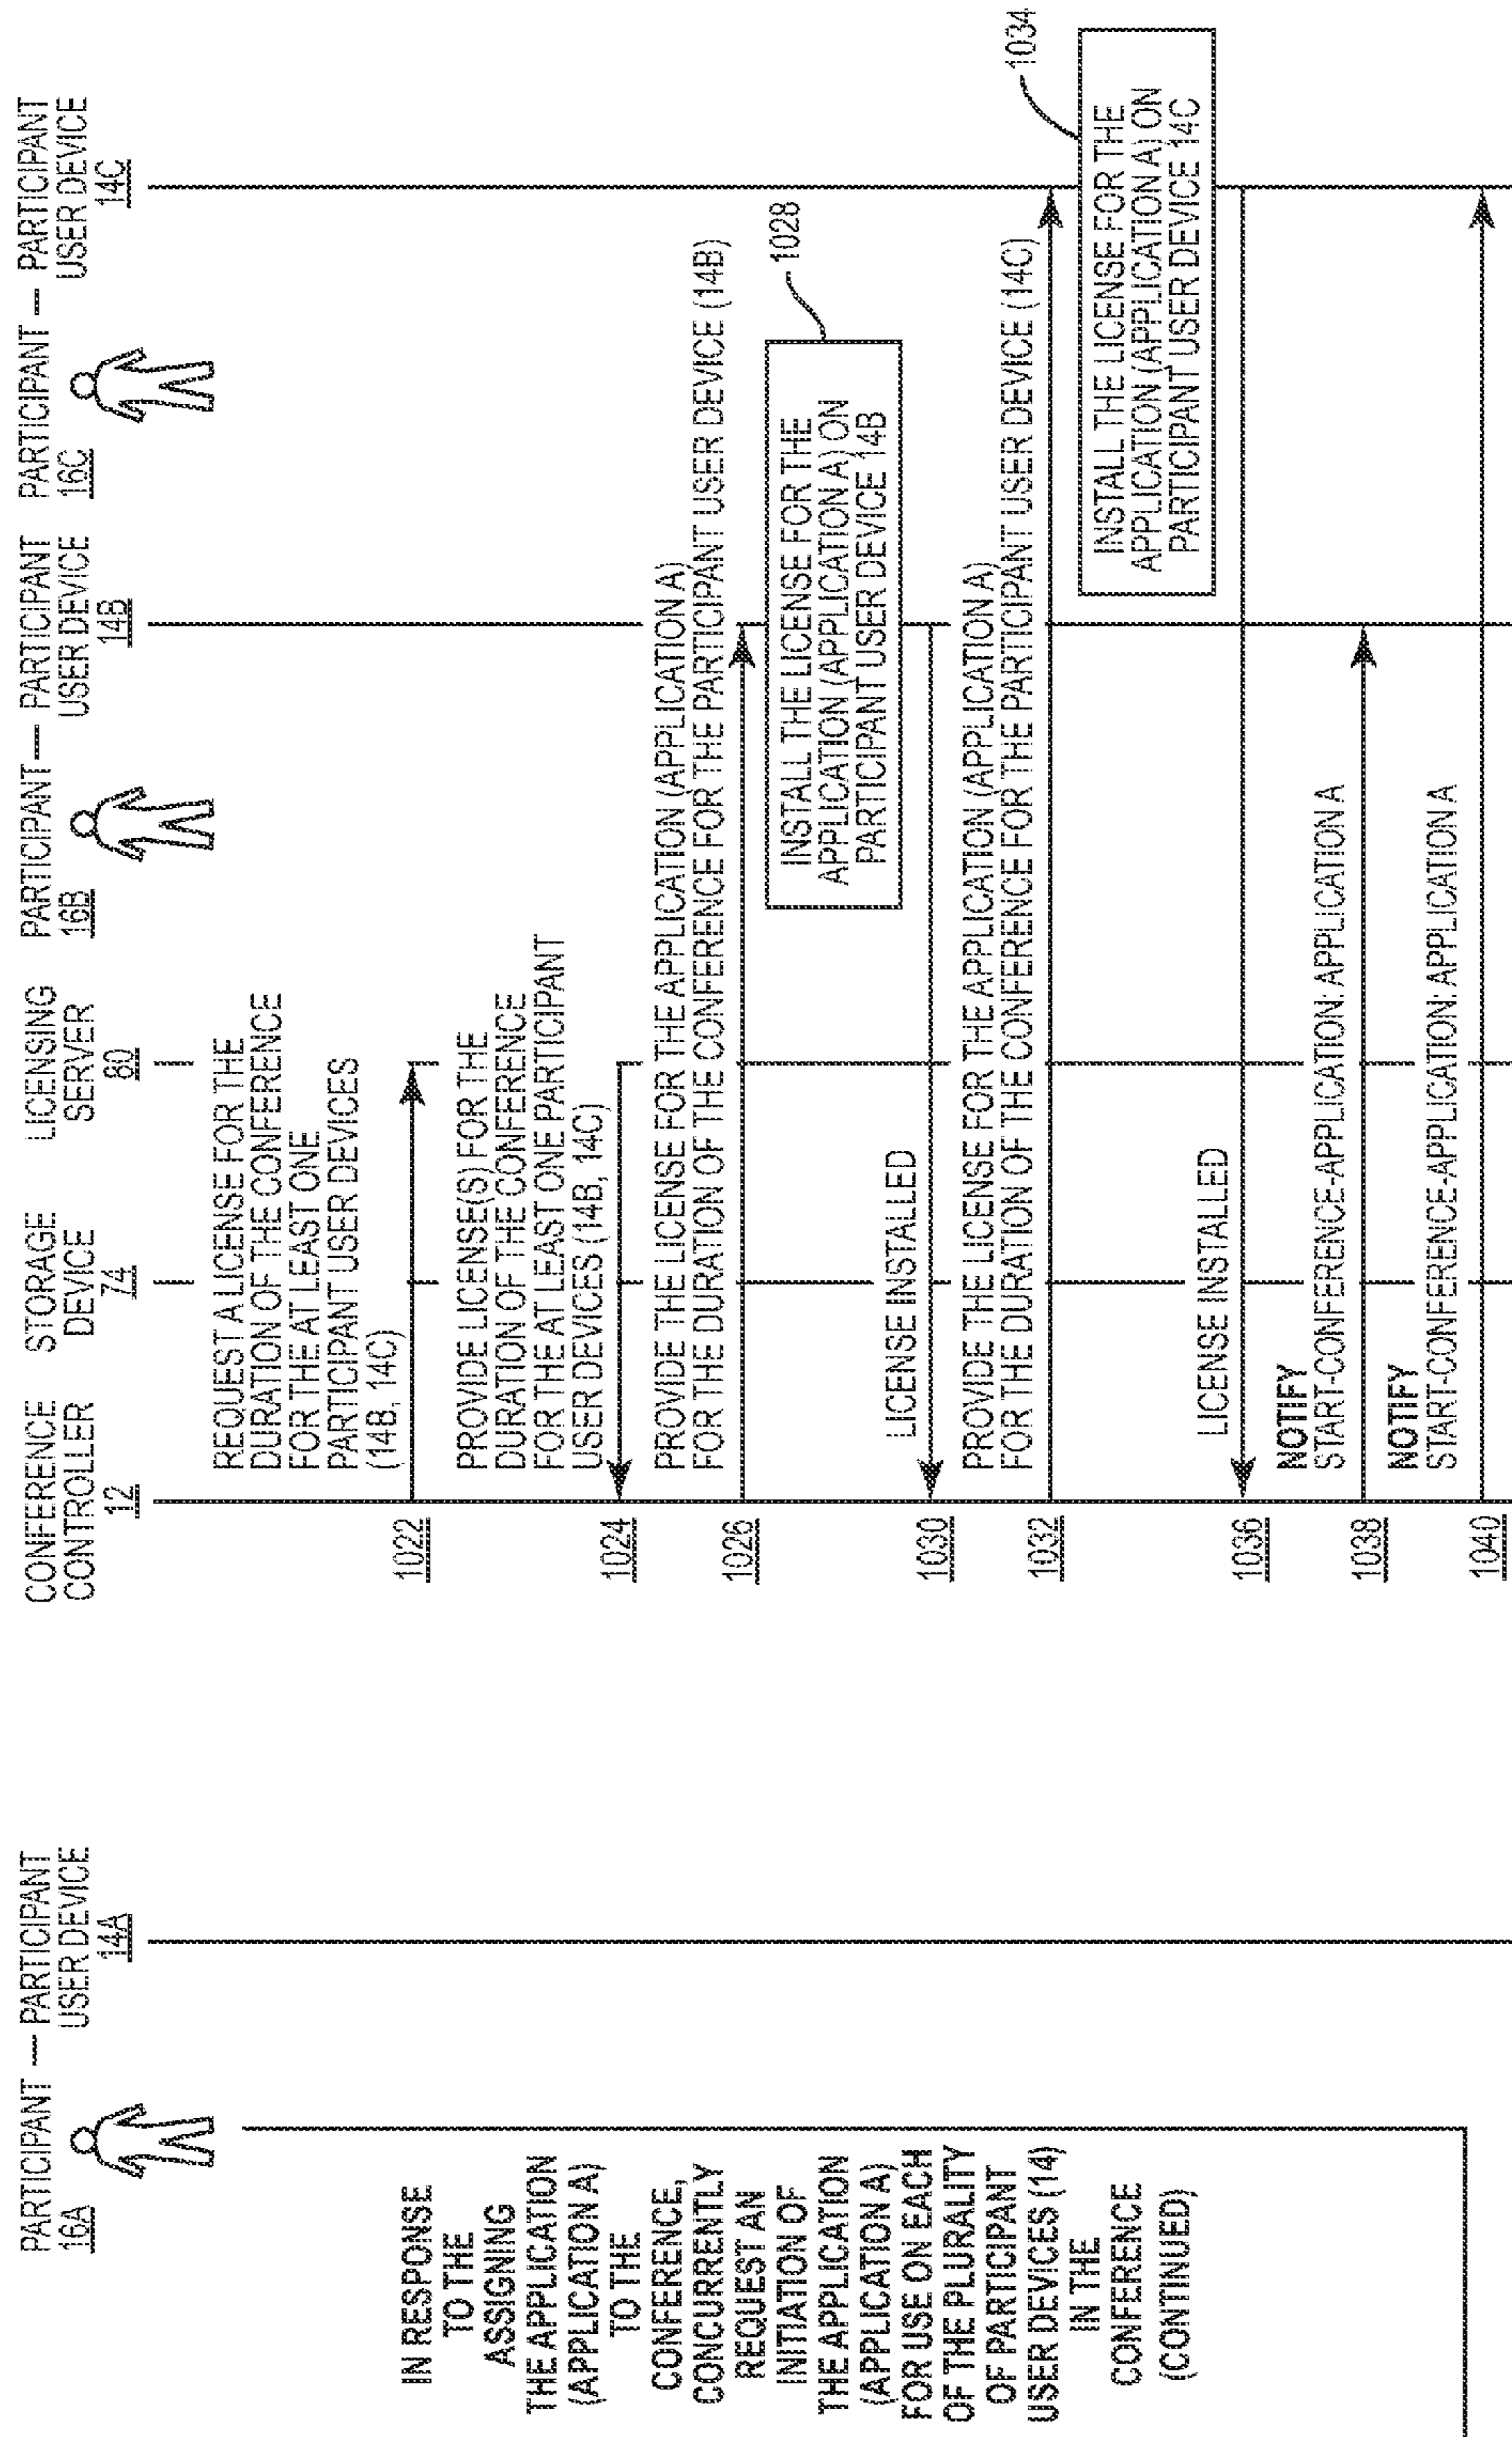 PARTICIPANT — PARTICIPANT
16A
USER DEVICE
14A
CONFERENCE
CONTROLLER
12
STORAGE
DEVICE
74
LICENSING
SERVER
80
PARTICIPANT — PARTICIPANT
16B
USER DEVICE
14B
PARTICIPANT — PARTICIPANT
16C
USER DEVICE
14C
IN RESPONSE
TO THE
ASSIGNING
THE APPLICATION
(APPLICATION A)
TO THE
CONFERENCE,
CONCURRENTLY
REQUEST AN
INITIATION OF
THE APPLICATION
(APPLICATION A)
FOR USE ON EACH
OF THE PLURALITY
OF PARTICIPANT
USER DEVICES (14)
IN THE
CONFERENCE
(CONTINUED)
REQUEST A LICENSE FOR THE
DURATION OF THE CONFERENCE
FOR THE AT LEAST ONE
PARTICIPANT USER DEVICES
(14B, 14C)
1022
PROVIDE LICENSE(S) FOR THE
DURATION OF THE CONFERENCE
FOR THE AT LEAST ONE PARTICIPANT
USER DEVICES (14B, 14C)
1024
PROVIDE THE LICENSE FOR THE APPLICATION (APPLICATION A)
FOR THE DURATION OF THE CONFERENCE FOR THE PARTICIPANT USER DEVICE (14B)
1026
INSTALL THE LICENSE FOR THE
APPLICATION (APPLICATION A) ON
PARTICIPANT USER DEVICE 14B
1028
LICENSE INSTALLED
1030
PROVIDE THE LICENSE FOR THE APPLICATION (APPLICATION A)
FOR THE DURATION OF THE CONFERENCE FOR THE PARTICIPANT USER DEVICE (14C)
1032
INSTALL THE LICENSE FOR THE
APPLICATION (APPLICATION A) ON
PARTICIPANT USER DEVICE 14C
1034
LICENSE INSTALLED
1036
NOTIFY
START-CONFERENCE-APPLICATION: APPLICATION A
1038
NOTIFY
START-CONFERENCE-APPLICATION: APPLICATION A
1040